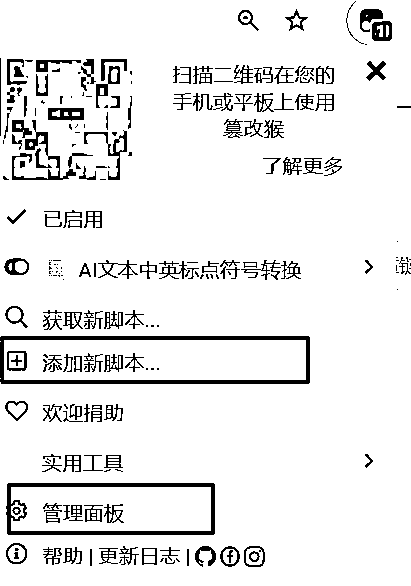 扫描二维码在您的
手机或平板上使用
篡改猴
了解更多
已启用
AI文本中英标点符号转换
获取新脚本...
添加新脚本...
欢迎捐助
实用工具
管理面板
帮助 | 更新日志 |